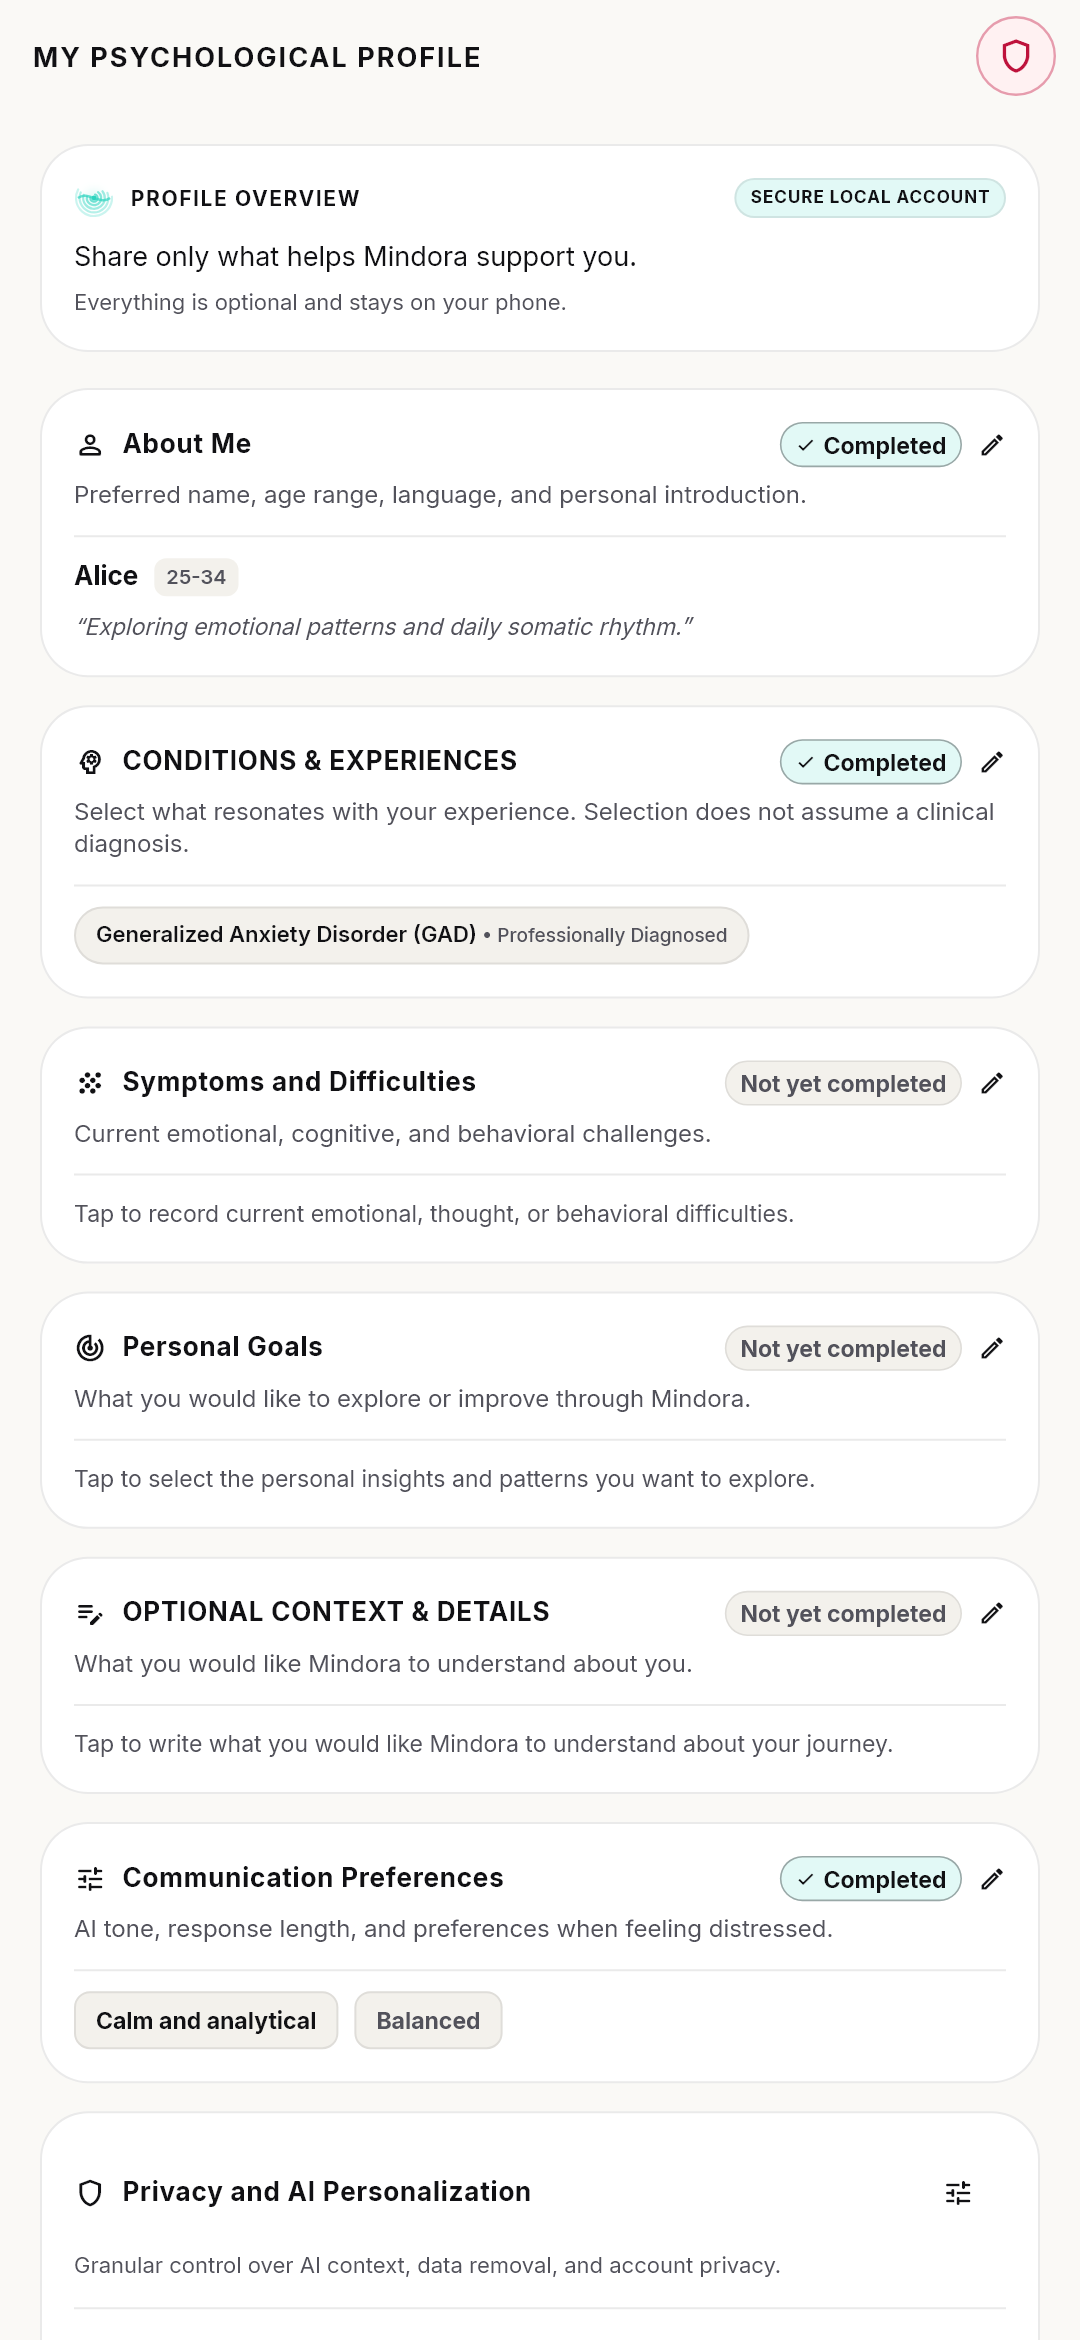 MY PSYCHOLOGICAL PROFILE
PROFILE OVERVIEW
SECURE LOCAL ACCOUNT
Share only what helps Mindora support you.
Everything is optional and stays on your phone.
About Me
Completed
Preferred name, age range, language, and personal introduction.
Alice
25-34
“Exploring emotional patterns and daily somatic rhythm.”
CONDITIONS & EXPERIENCES
Completed
Select what resonates with your experience. Selection does not assume a clinical
diagnosis.
Generalized Anxiety Disorder (GAD) • Professionally Diagnosed
Symptoms and Difficulties
Not yet completed
Current emotional, cognitive, and behavioral challenges.
Tap to record current emotional, thought, or behavioral difficulties.
Personal Goals
Not yet completed
What you would like to explore or improve through Mindora.
Tap to select the personal insights and patterns you want to explore.
OPTIONAL CONTEXT & DETAILS
Not yet completed
What you would like Mindora to understand about you.
Tap to write what you would like Mindora to understand about your journey.
Communication Preferences
Completed
AI tone, response length, and preferences when feeling distressed.
Calm and analytical
Balanced
Privacy and AI Personalization
Granular control over AI context, data removal, and account privacy.